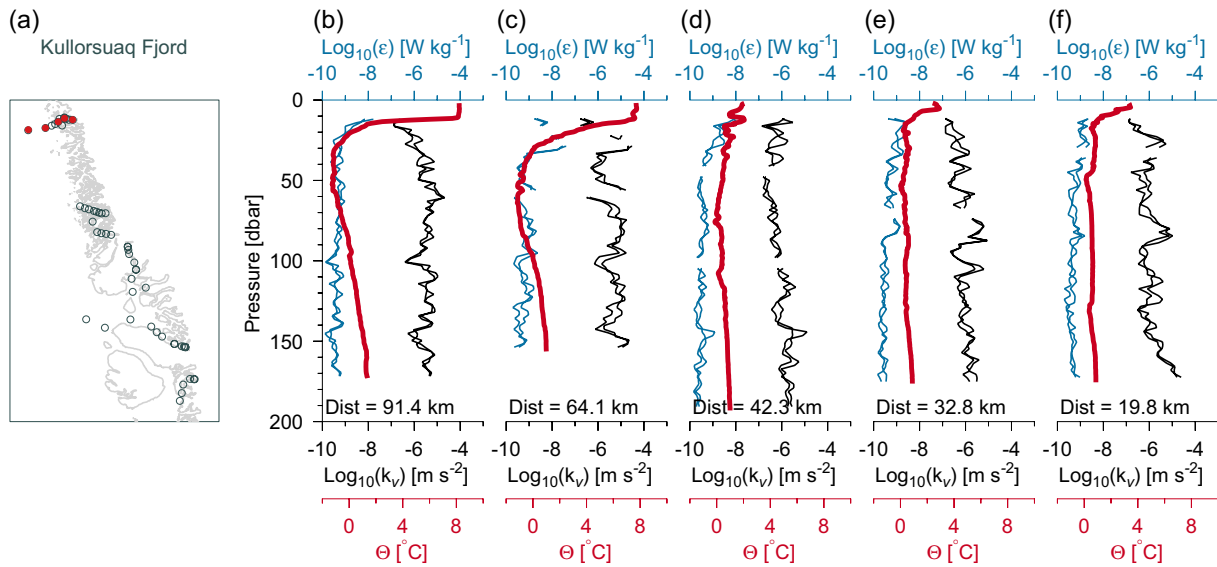 (a)
Kullorsuaq Fjord
(b) (c) (d) (e) (f)
Log10(ε) [W kg-1] Log10(ε) [W kg-1] Log10(ε) [W kg-1] Log10(ε) [W kg-1] Log10(ε) [W kg-1]
-10 -8 -6 -4 -10 -8 -6 -4 -10 -8 -6 -4 -10 -8 -6 -4 -10 -8 -6 -4
0
50
100
150
200
Pressure [dbar]
Dist = 91.4 km Dist = 64.1 km Dist = 42.3 km Dist = 32.8 km Dist = 19.8 km
-10 -8 -6 -4 -10 -8 -6 -4 -10 -8 -6 -4 -10 -8 -6 -4 -10 -8 -6 -4
Log10(kv) [m s-2] Log10(kv) [m s-2] Log10(kv) [m s-2] Log10(kv) [m s-2] Log10(kv) [m s-2]
0 4 8 0 4 8 0 4 8 0 4 8 0 4 8
Θ [°C] Θ [°C] Θ [°C] Θ [°C] Θ [°C]